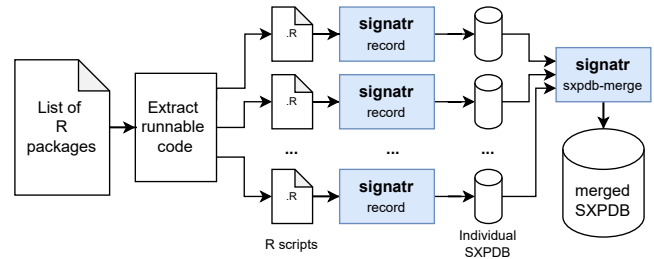 List of
R
packages
Extract
runnable
code
.R
signatr
record
.R
signatr
record
...
...
...
.R
signatr
record
R scripts
Individual
SXPDB
signatr
sxpdb-merge
merged
SXPDB